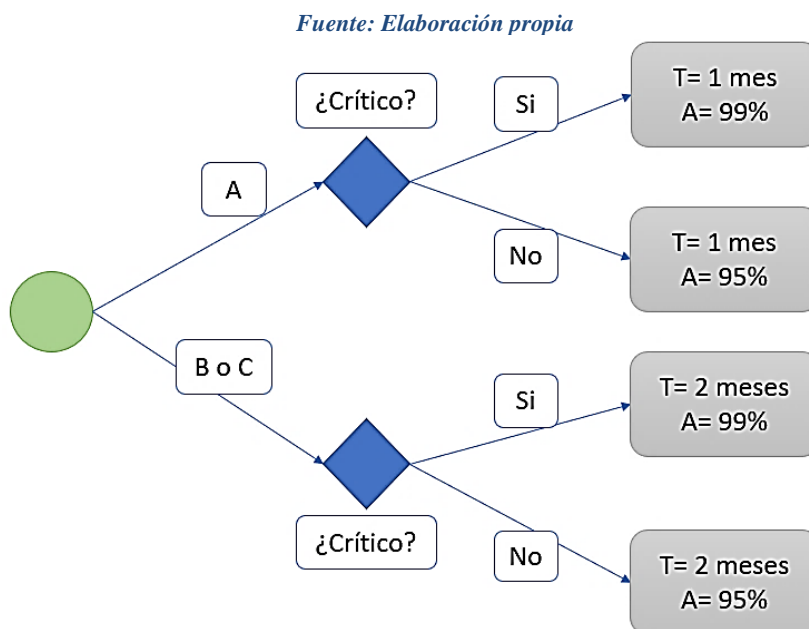 Fuente: Elaboración propia
¿Crítico?
Si
T= 1 mes
A= 99%
A
No
T= 1 mes
A= 95%
B o C
Si
T= 2 meses
A= 99%
¿Crítico?
No
T= 2 meses
A= 95%